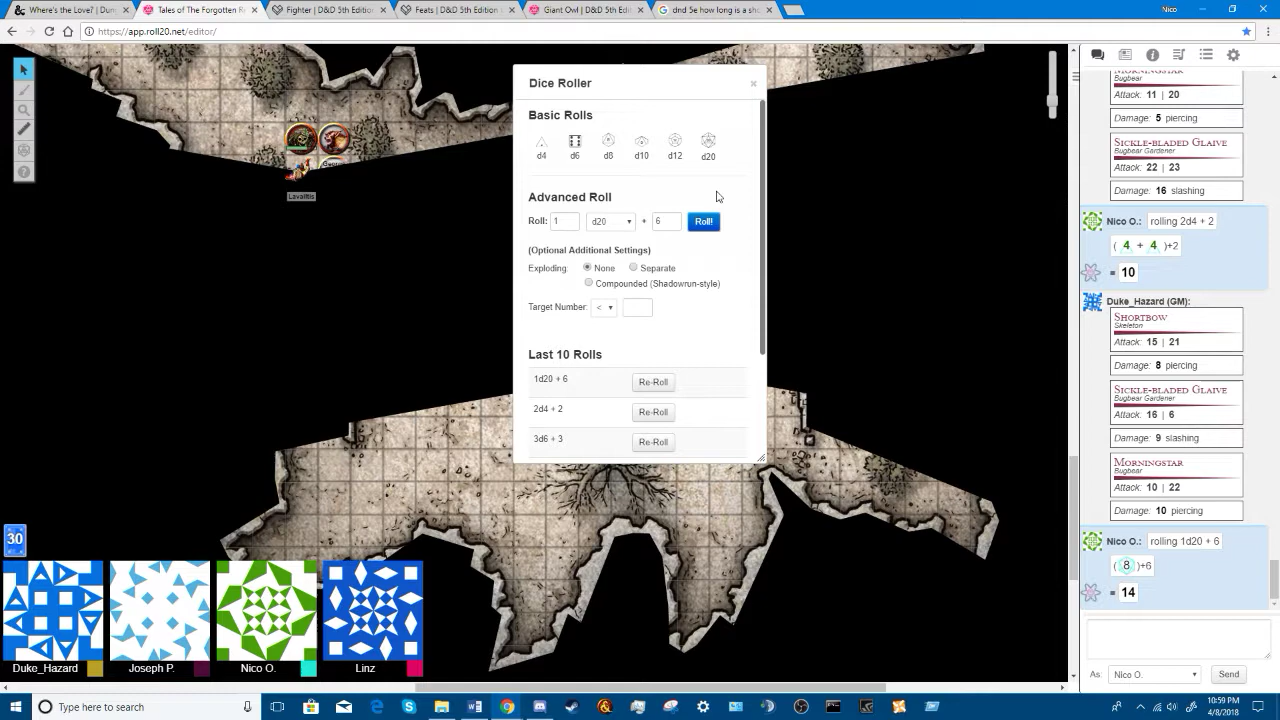 Where's the Love? | Dun
Tales of The Forgotten R
Fighter | D&D 5th Edition
Feats | D&D 5th Edition
Giant Owl | D&D 5th Edi
dnd 5e how long is a sh
Nico
https://app.roll20.net/editor/
Lavalitis
Dice Roller
Basic Rolls
d4 d6 d8 d10 d12 d20
Advanced Roll
Roll: 1 d20 + 6 Roll!
(Optional Additional Settings)
Exploding: None Separate
Compounded (Shadowrun-style)
Target Number: <
Last 10 Rolls
1d20 + 6 Re-Roll
2d4 + 2 Re-Roll
3d6 + 3 Re-Roll
30
Duke_Hazard
Joseph P.
Nico O.
Linz
Morningstar
Bugbear
Attack: 11 | 20
Damage: 5 piercing
Sickle-bladed Glaive
Bugbear Gardener
Attack: 22 | 23
Damage: 16 slashing
Nico O.: rolling 2d4 + 2
( 4 + 4 )+2
= 10
Duke_Hazard (GM):
Shortbow
Skeleton
Attack: 15 | 21
Damage: 8 piercing
Sickle-bladed Glaive
Bugbear Gardener
Attack: 16 | 6
Damage: 9 slashing
Morningstar
Bugbear
Attack: 10 | 22
Damage: 10 piercing
Nico O.: rolling 1d20 + 6
( 8 )+6
= 14
As: Nico O. Send
Type here to search
10:59 PM
4/8/2018